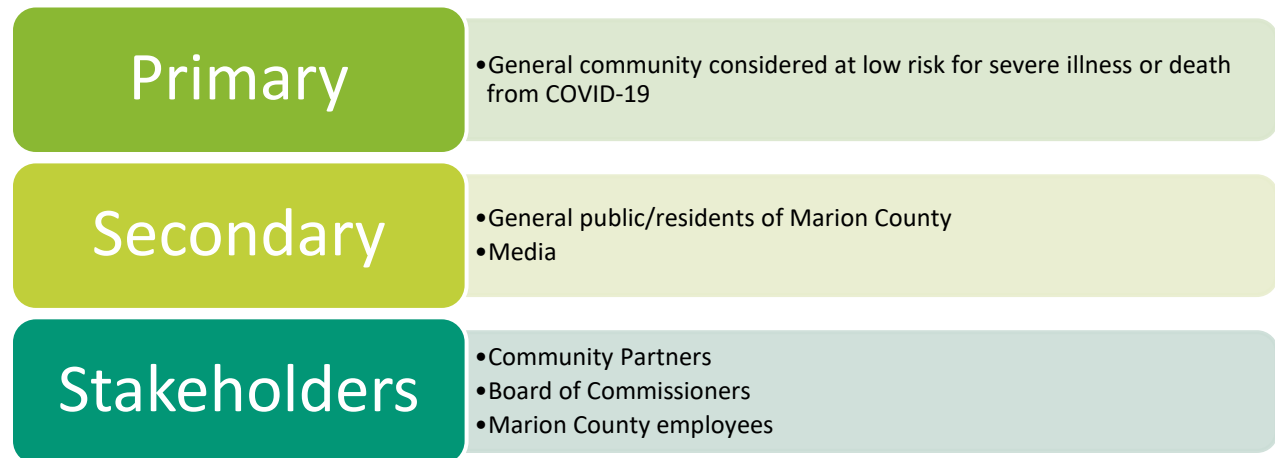 Primary
•General community considered at low risk for severe illness or death
from COVID-19
Secondary
•General public/residents of Marion County
•Media
Stakeholders
•Community Partners
•Board of Commissioners
•Marion County employees